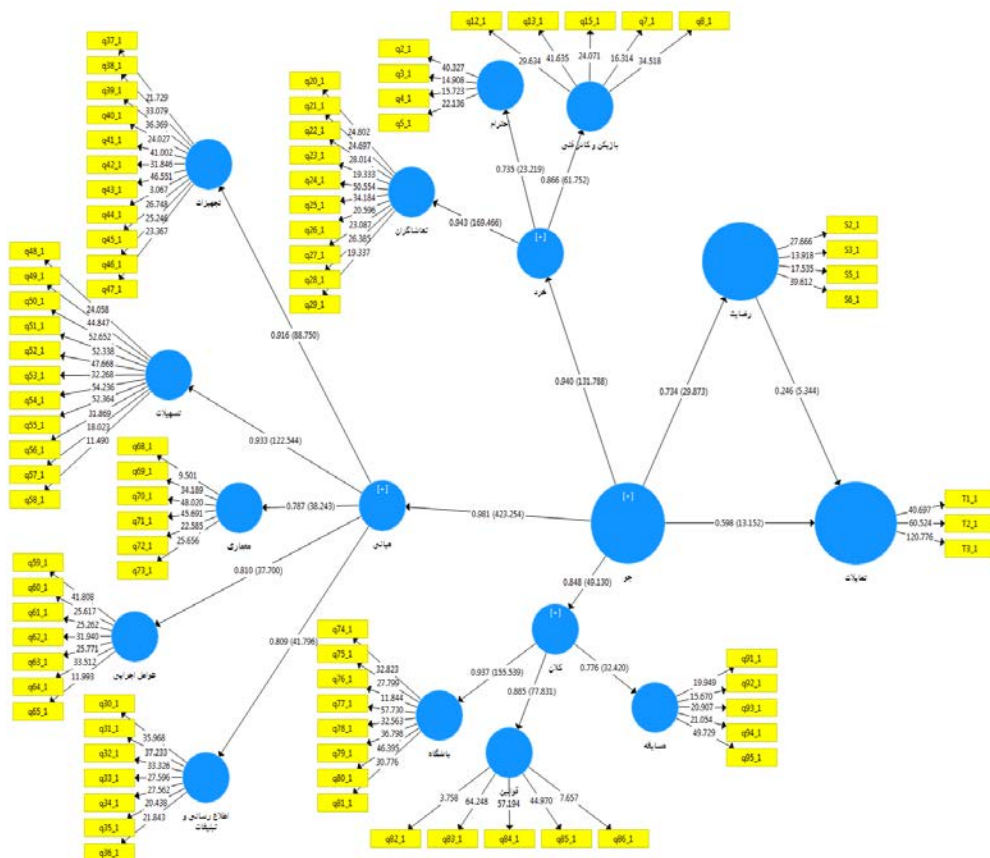 q12_1
q13_1
q15_1
q7_1
q8_1
29.634
41.635
24.071
16.314
34.518
بازیکن و کادر فنی
q2_1
q3_1
q4_1
q5_1
40.327
14.908
15.723
22.136
احترام
0.735 (23.219)
0.866 (61.752)
q37_1
q38_1
q39_1
q40_1
q41_1
q42_1
q43_1
q44_1
q45_1
q46_1
q47_1
21.729
33.079
36.369
24.027
41.002
31.846
46.551
3.067
26.748
25.246
23.367
تجهیزات
q20_1
q21_1
q22_1
q23_1
q24_1
q25_1
q26_1
q27_1
q28_1
q29_1
24.602
24.697
28.014
19.333
50.554
34.184
20.596
23.087
26.385
19.337
تماشاگران
0.943 (169.466)
[+]
خرد
S2_1
S3_1
S5_1
S6_1
27.666
13.918
17.535
39.612
رضایت
q48_1
q49_1
q50_1
q51_1
q52_1
q53_1
q54_1
q55_1
q56_1
q57_1
q58_1
24.058
44.847
52.652
52.338
47.668
32.268
54.236
52.364
31.869
18.023
11.490
تسهیلات
0.916 (88.750)
0.933 (122.544)
0.940 (131.788)
0.734 (29.873)
0.246 (5.344)
q68_1
q69_1
q70_1
q71_1
q72_1
q73_1
9.501
34.189
48.020
45.691
22.585
25.656
معماری
0.787 (38.243)
[+]
میانی
0.981 (423.254)
[+]
جو
0.598 (13.152)
تمایلات
T1_1
T2_1
T3_1
40.697
60.524
120.776
q59_1
q60_1
q61_1
q62_1
q63_1
q64_1
q65_1
41.808
25.617
25.262
31.940
25.771
33.512
11.993
عوامل اجرایی
0.810 (37.700)
0.809 (41.796)
0.848 (49.130)
[+]
کلان
q74_1
q75_1
q76_1
q77_1
q78_1
q79_1
q80_1
q81_1
32.823
27.799
11.844
57.730
32.563
36.798
46.395
30.776
باشگاه
0.937 (155.539)
0.885 (77.831)
0.776 (32.420)
q91_1
q92_1
q93_1
q94_1
q95_1
19.949
15.670
20.907
21.054
49.729
مسابقه
q30_1
q31_1
q32_1
q33_1
q34_1
q35_1
q36_1
35.968
37.233
33.326
27.596
27.562
20.438
21.843
اطلاع رسانی و
تبلیغات
قوانین
3.758
64.248
57.194
44.970
7.657
q82_1
q83_1
q84_1
q85_1
q86_1